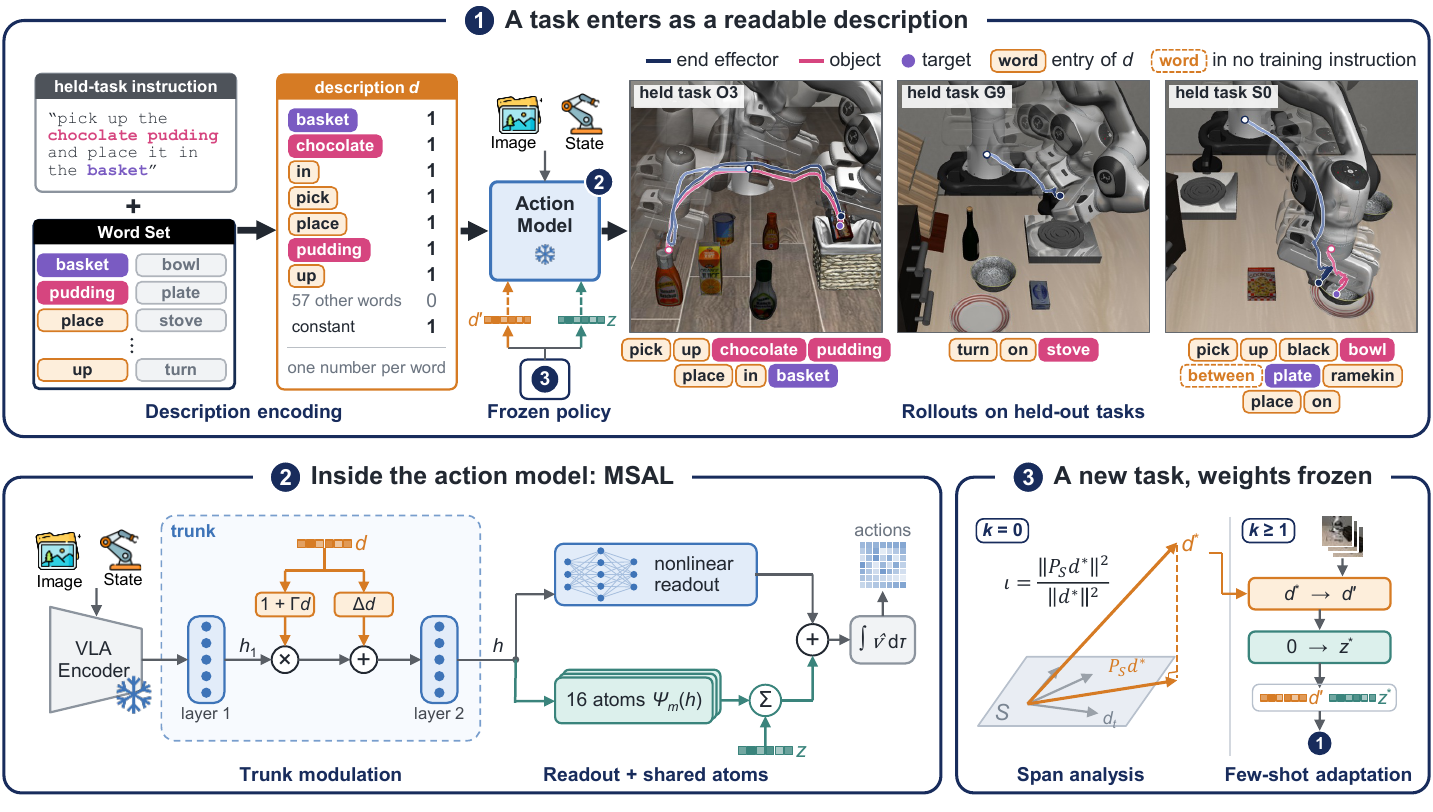 1 A task enters as a readable description
end effector object target word entry of d word in no training instruction
held-task instruction
"pick up the
chocolate pudding
and place it in
the basket"
+
Word Set
basket bowl
pudding plate
place stove
⋮
up turn
Description encoding
description d
basket 1
chocolate 1
in 1
pick 1
place 1
pudding 1
up 1
57 other words 0
constant 1
one number per word
Image State
2
Action
Model
d′ z
3
Frozen policy
held task O3
pick up chocolate pudding
place in basket
held task G9
turn on stove
held task S0
pick up black bowl
between plate ramekin
place on
Rollouts on held-out tasks
2 Inside the action model: MSAL
Image State
VLA
Encoder
trunk
d
1 + Γd Δd
layer 1
h₁
×
+
layer 2
h
Trunk modulation
nonlinear
readout
16 atoms Ψₘ(h)
Σ
z
+
∫ v̂ dτ
actions
Readout + shared atoms
3 A new task, weights frozen
k = 0
ι = ‖P_S d*‖² / ‖d*‖²
d*
P_S d*
S
d_t
Span analysis
k ≥ 1
d* → d′
0 → z*
d′ z*
1
Few-shot adaptation